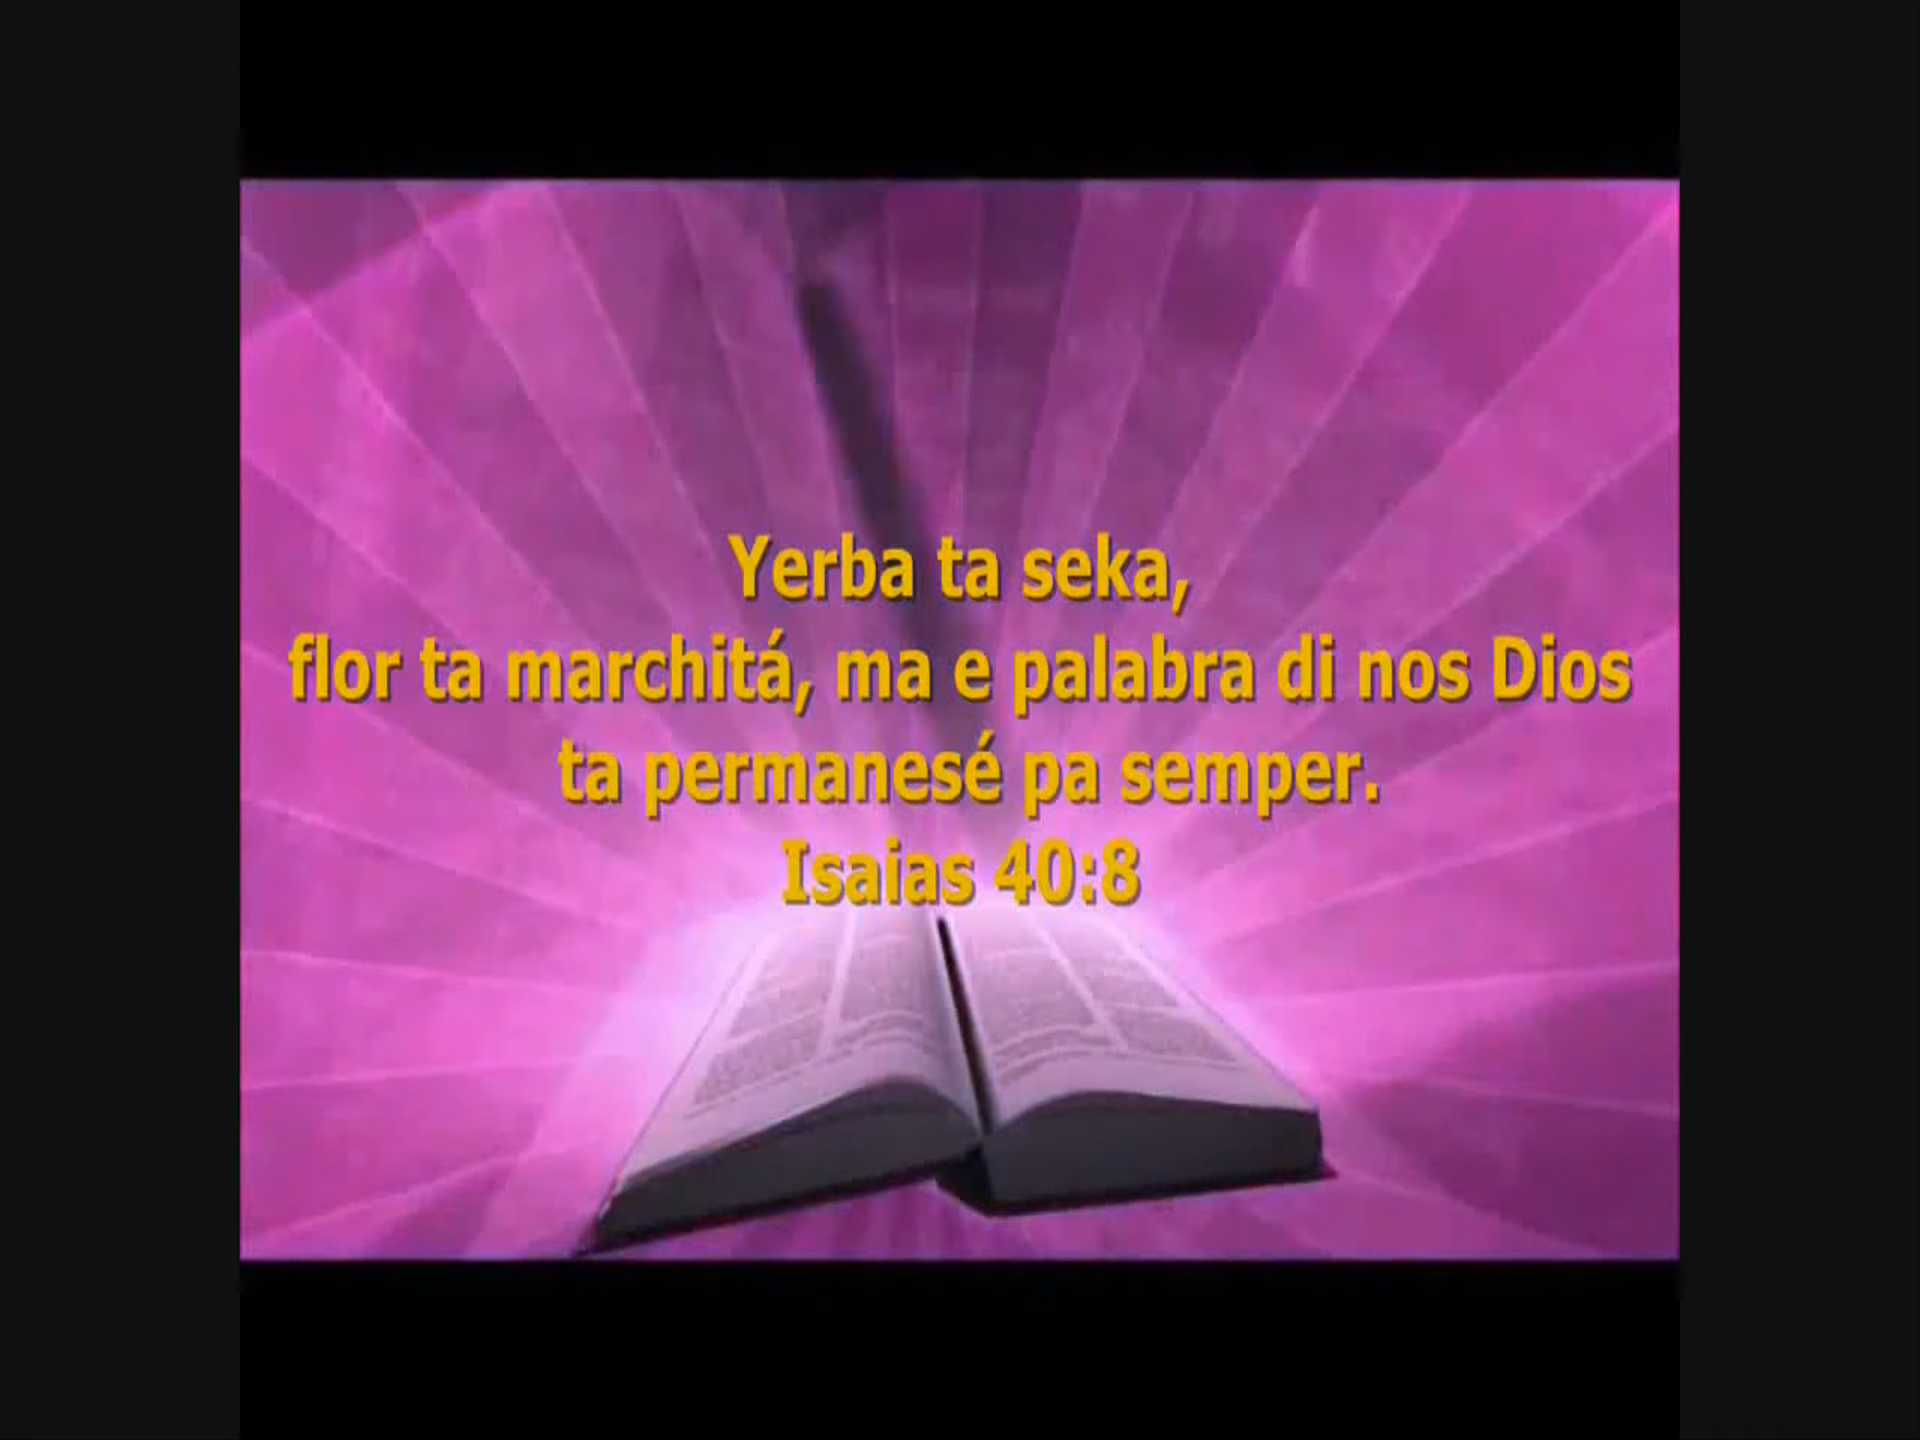 Yerba ta seka,
flor ta marchitá, ma e palabra di nos Dios
ta permanesé pa semper.
Isaias 40:8